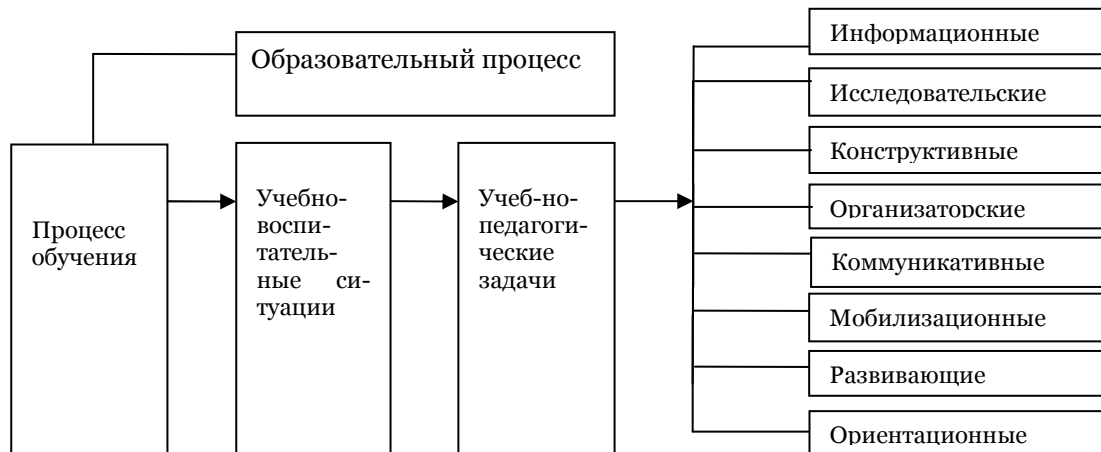 Образовательный процесс
Процесс
обучения
Учебно-
воспи-
татель-
ные си-
туации
Учеб-но-
педагоги-
ческие
задачи
Информационные
Исследовательские
Конструктивные
Организаторские
Коммуникативные
Мобилизационные
Развивающие
Ориентационные